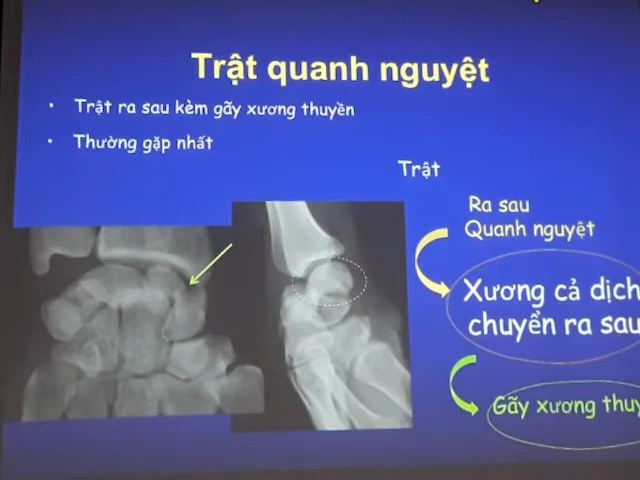 Trật quanh nguyệt
• Trật ra sau kèm gãy xương thuyền
• Thường gặp nhất
Trật
Ra sau
Quanh nguyệt
Xương cả dịch
chuyển ra sau
Gãy xương